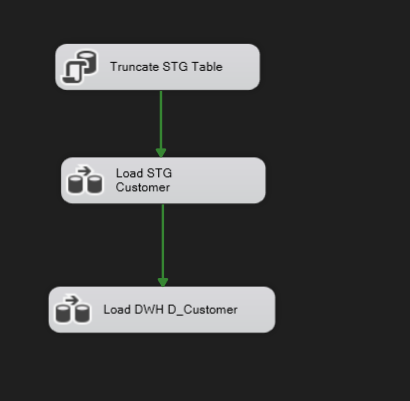 Truncate STG Table
Load STG
Customer
Load DWH D_Customer